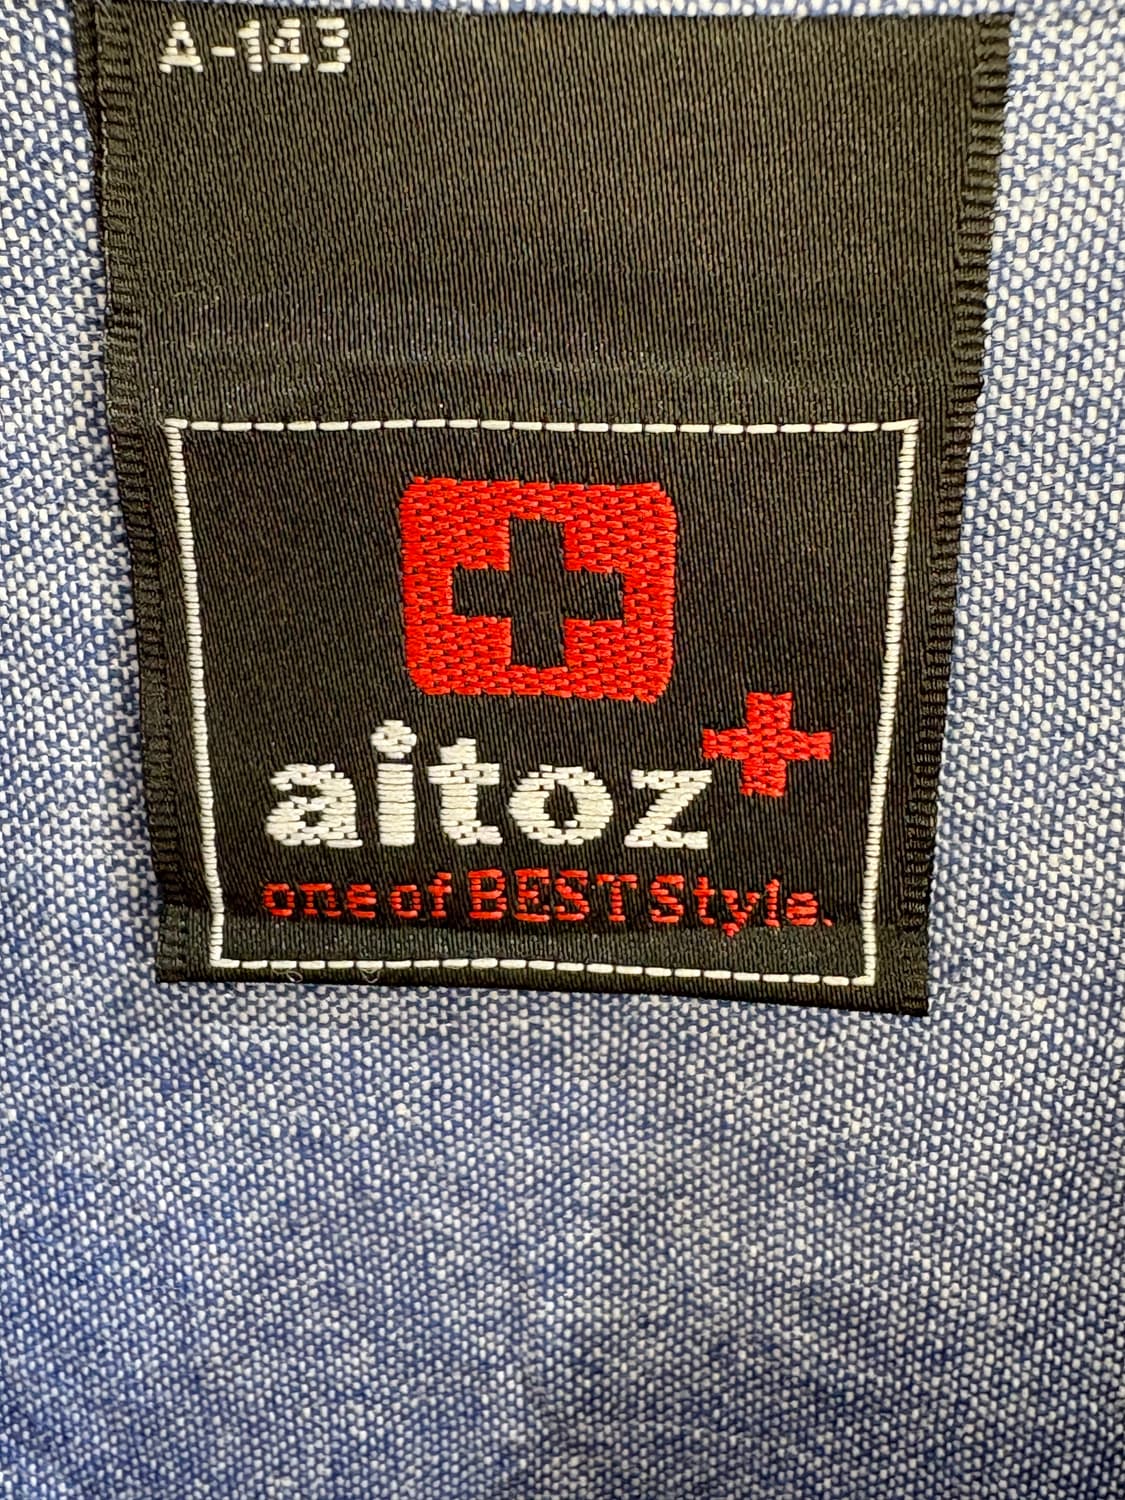 A-143
aitoz
one of BEST Style.